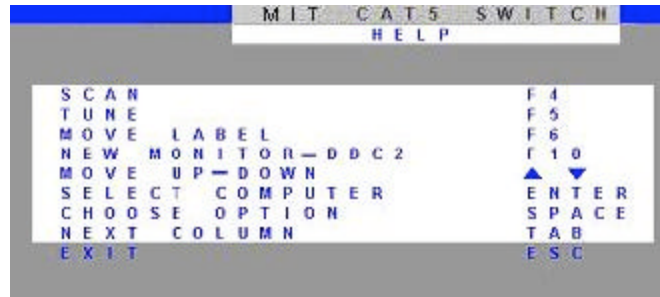 MIT CAT5 SWITCH
HELP
SCAN F4
TUNE F5
MOVE LABEL F6
NEW MONITOR—DDC2 F10
MOVE UP—DOWN ▲ ▼
SELECT COMPUTER ENTER
CHOOSE OPTION SPACE
NEXT COLUMN TAB
EXIT ESC